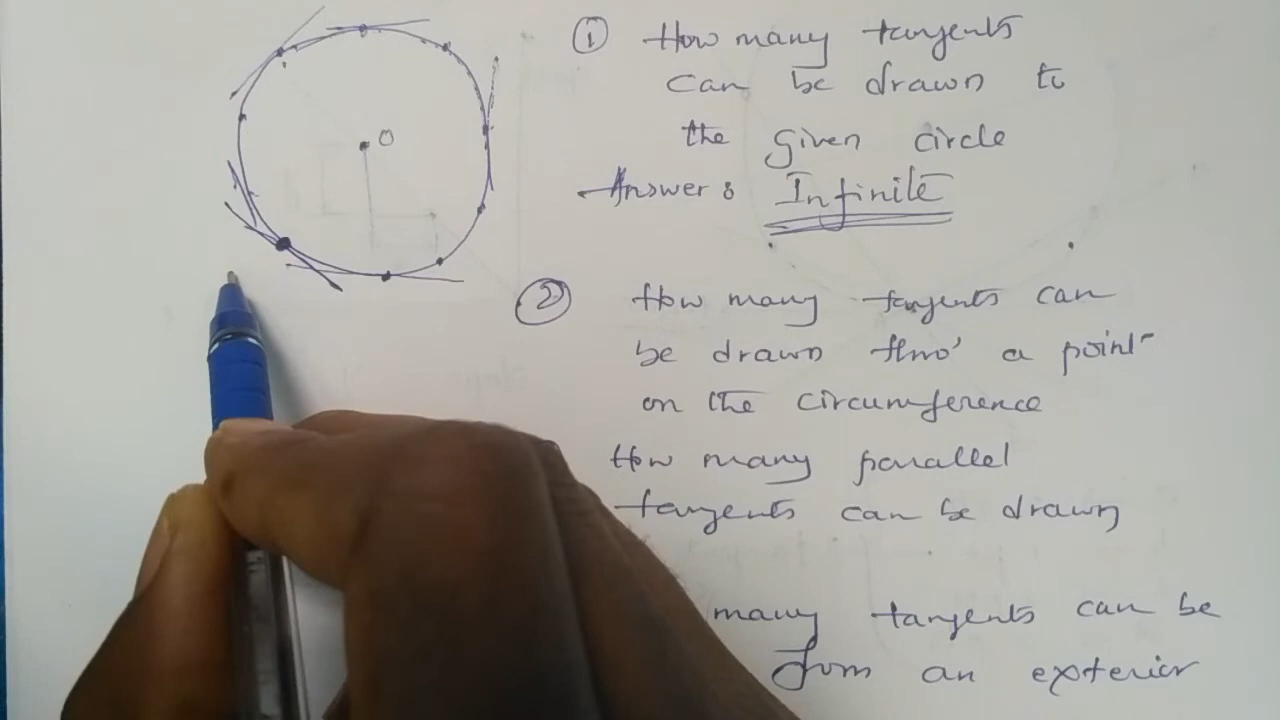 O
① How many tangents
can be drawn to
the given circle
Answer : Infinite
② How many tangents can
be drawn thro' a point
on the circumference
How many parallel
tangents can be drawn
many tangents can be
from an exterior